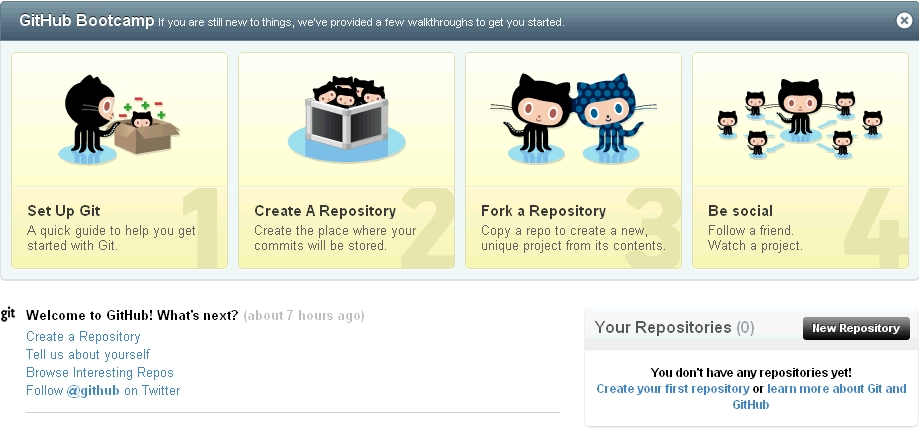 GitHub Bootcamp If you are still new to things, we've provided a few walkthroughs to get you started.
1
Set Up Git
A quick guide to help you get
started with Git.
2
Create A Repository
Create the place where your
commits will be stored.
3
Fork a Repository
Copy a repo to create a new,
unique project from its contents.
4
Be social
Follow a friend.
Watch a project.
git
Welcome to GitHub! What's next? (about 7 hours ago)
Create a Repository
Tell us about yourself
Browse Interesting Repos
Follow @github on Twitter
Your Repositories (0)
New Repository
You don't have any repositories yet!
Create your first repository or learn more about Git and
GitHub